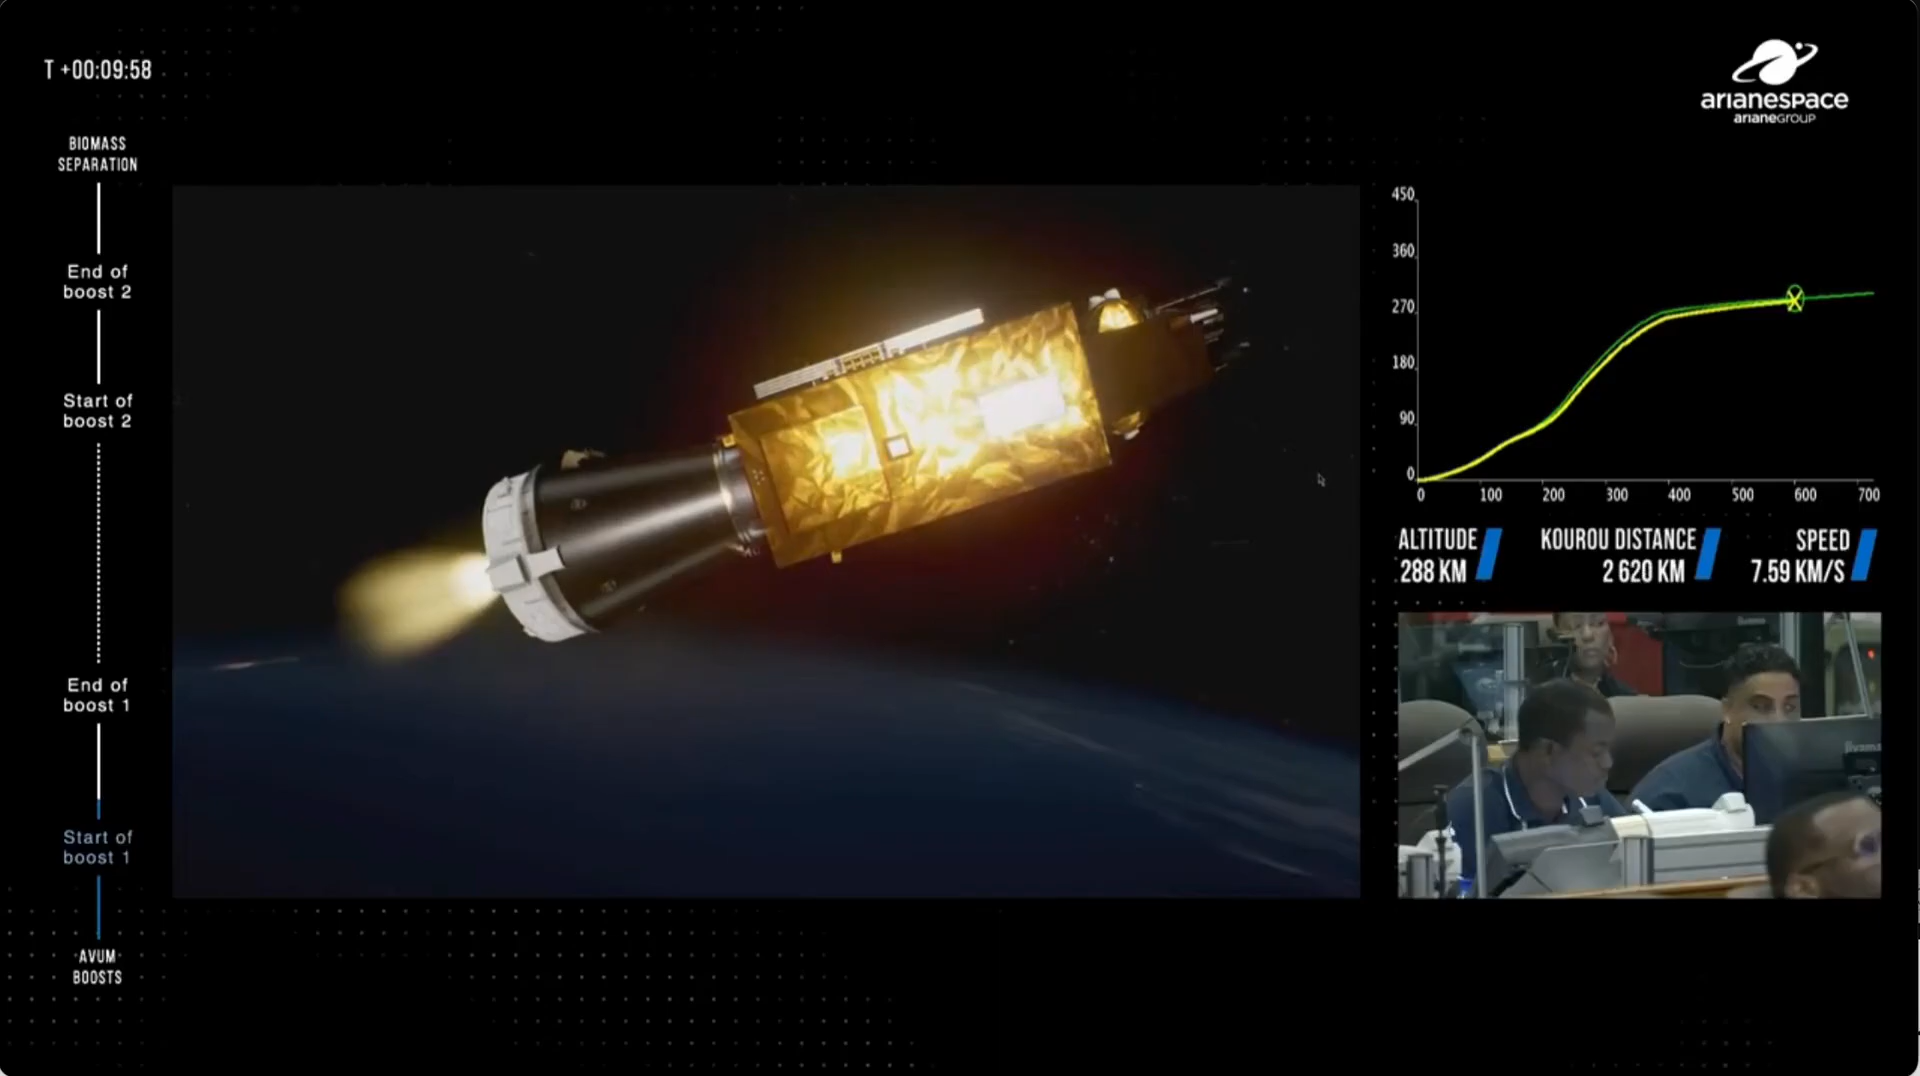 T +00:09:58
arianespace
arianeGROUP
BIOMASS
SEPARATION
End of
boost 2
Start of
boost 2
End of
boost 1
Start of
boost 1
AVUM
BOOSTS
450
360
270
180
90
0
0 100 200 300 400 500 600 700
ALTITUDE
288 KM
KOUROU DISTANCE
2 620 KM
SPEED
7.59 KM/S
iiyama